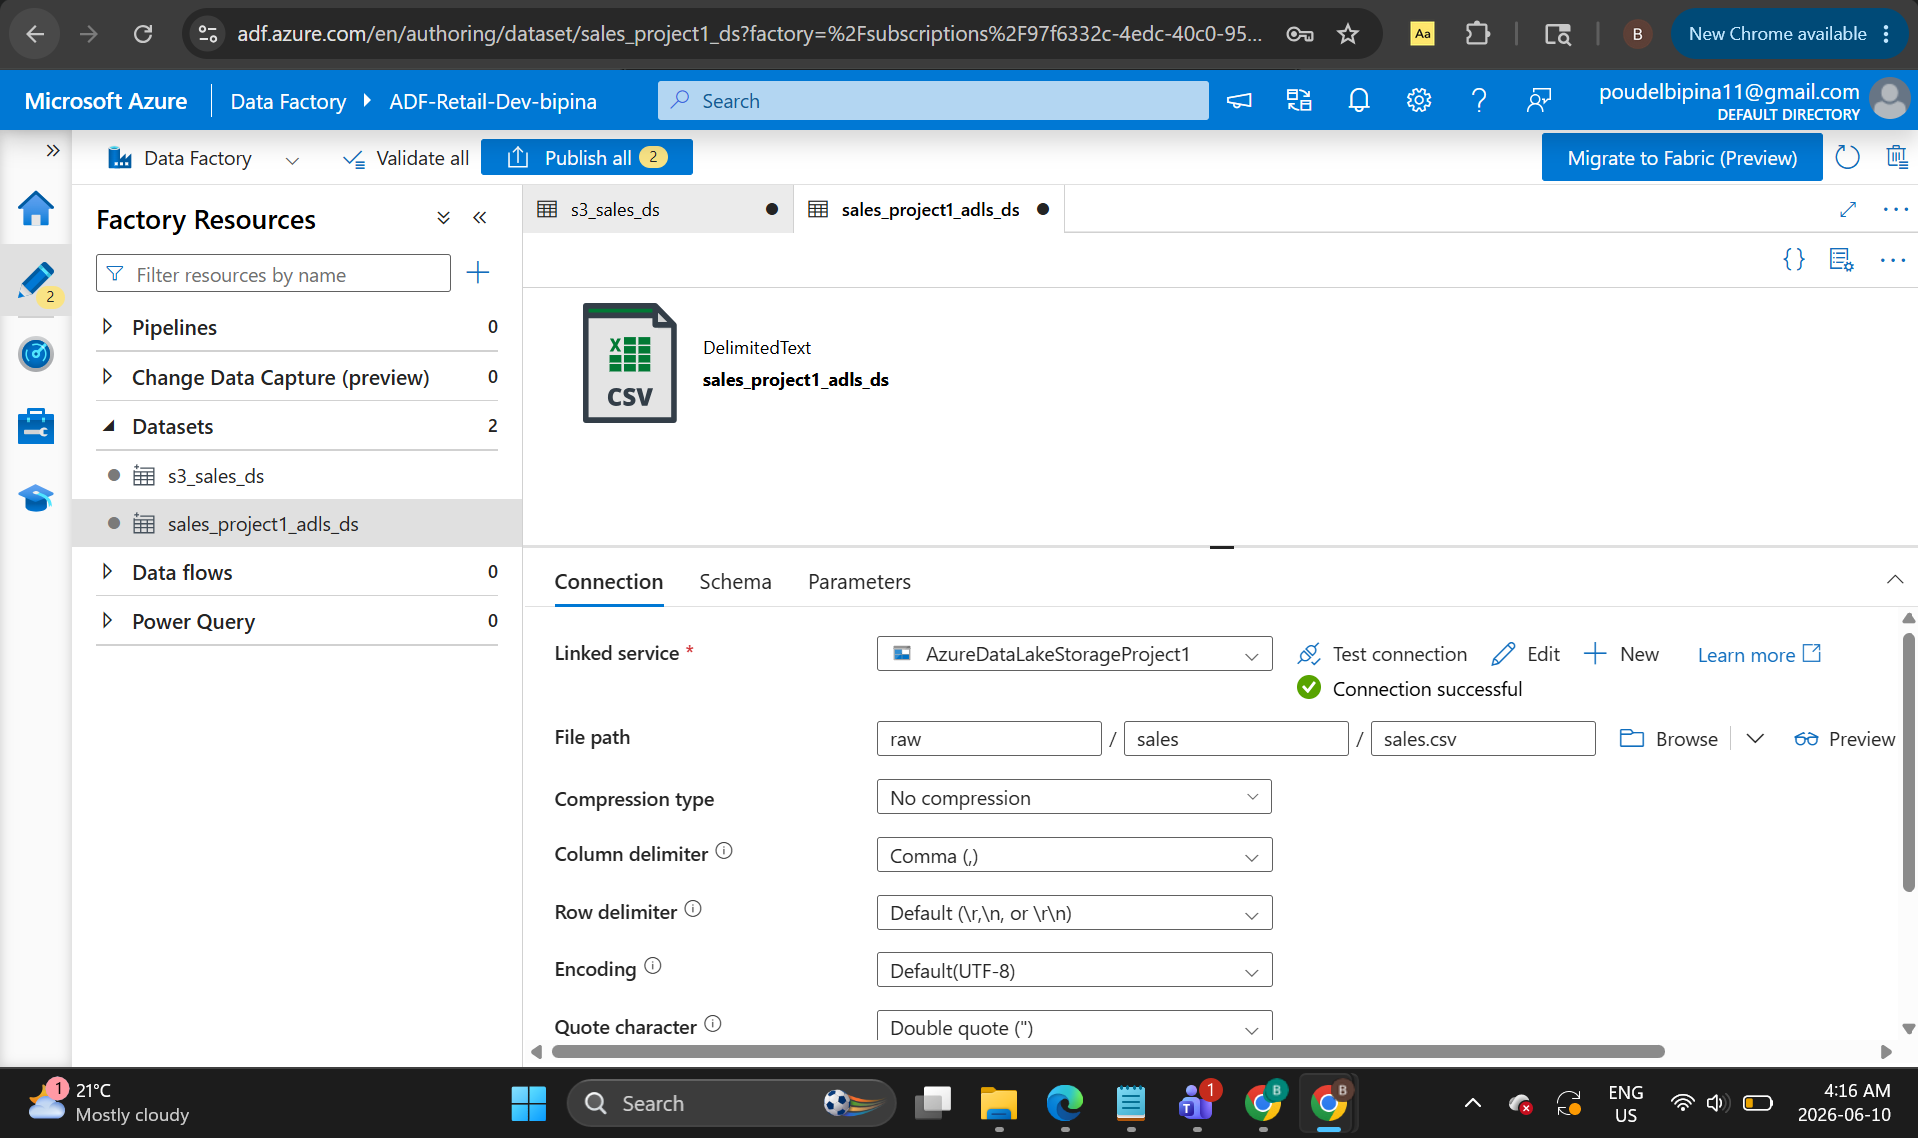 adf.azure.com/en/authoring/dataset/sales_project1_ds?factory=%2Fsubscriptions%2F97f6332c-4edc-40c0-95...
Aa
B
New Chrome available
Microsoft Azure
Data Factory
ADF-Retail-Dev-bipina
Search
poudelbipina11@gmail.com
DEFAULT DIRECTORY
Data Factory
Validate all
Publish all 2
Migrate to Fabric (Preview)
2
Factory Resources
Filter resources by name
Pipelines 0
Change Data Capture (preview) 0
Datasets 2
s3_sales_ds
sales_project1_adls_ds
Data flows 0
Power Query 0
s3_sales_ds
sales_project1_adls_ds
X
CSV
DelimitedText
sales_project1_adls_ds
Connection Schema Parameters
Linked service *
AzureDataLakeStorageProject1
Test connection Edit New Learn more
Connection successful
File path
raw / sales / sales.csv
Browse Preview
Compression type
No compression
Column delimiter
Comma (,)
Row delimiter
Default (\r,\n, or \r\n)
Encoding
Default(UTF-8)
Quote character
Double quote (")
1
21°C
Mostly cloudy
Search
T
1
B
B
ENG
US
4:16 AM
2026-06-10